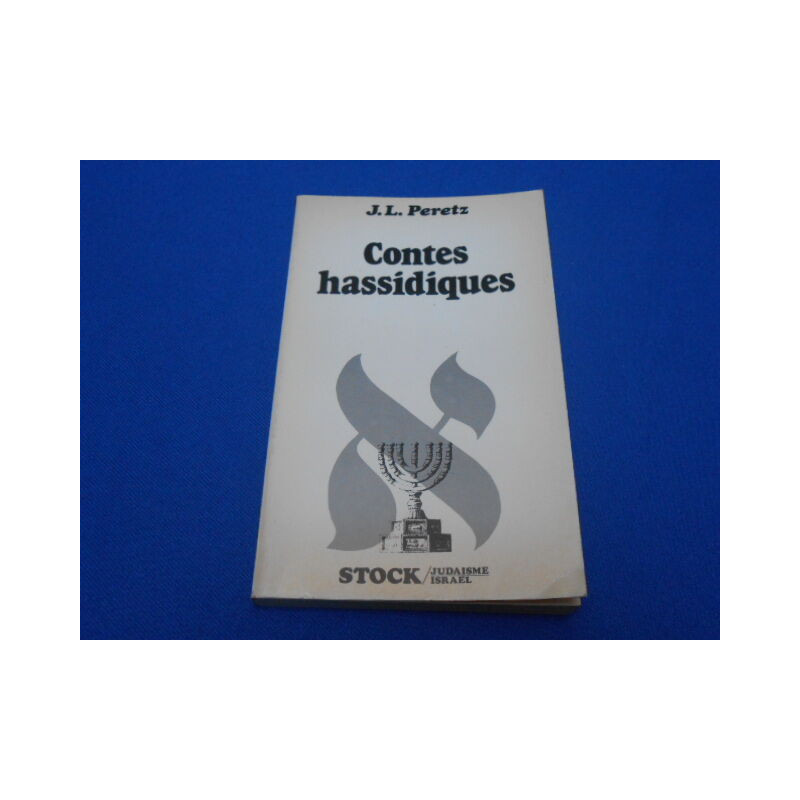 J. L. Peretz
Contes
hassidiques
א
STOCK/JUDAISME
ISRAEL